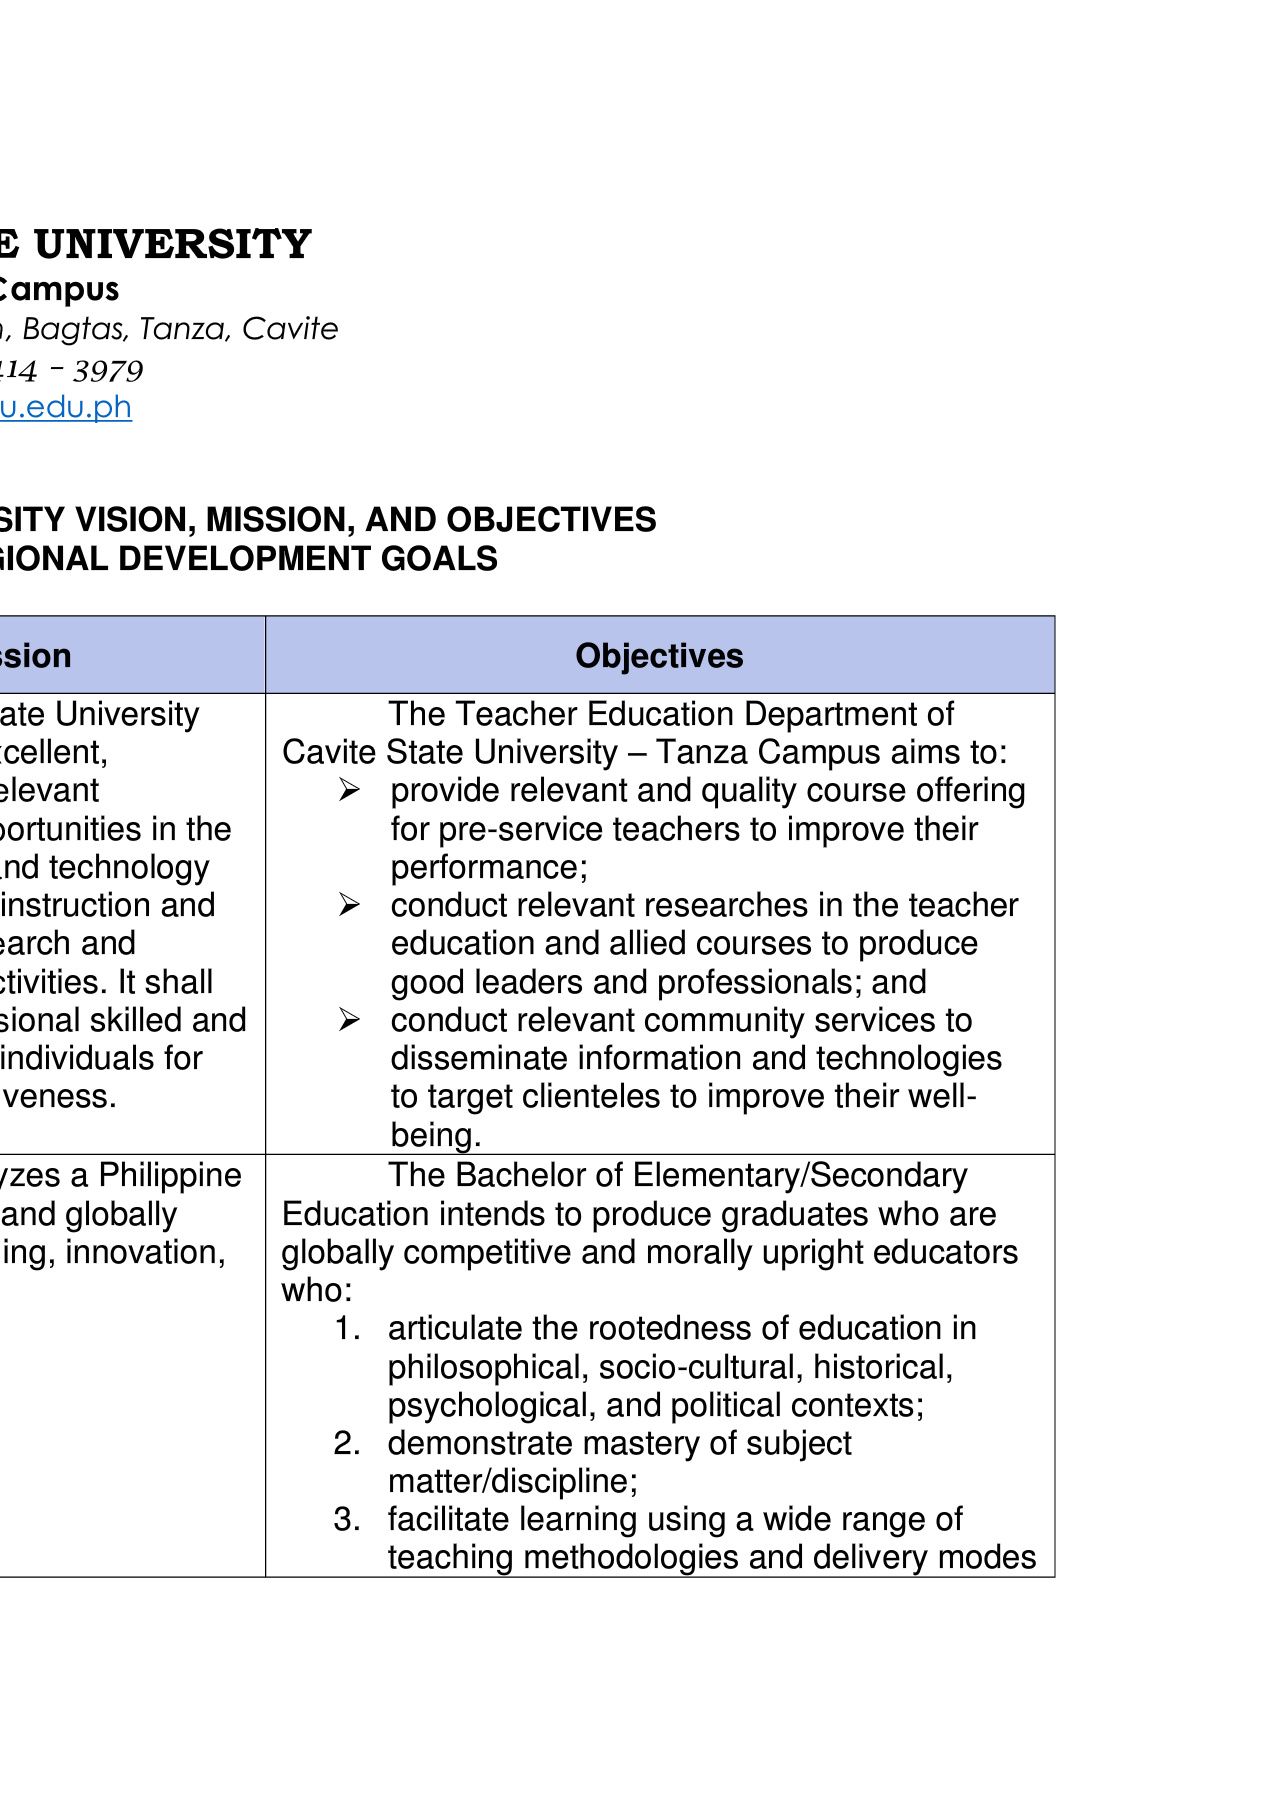 E UNIVERSITY
Campus
, Bagtas, Tanza, Cavite
414 – 3979
u.edu.ph
SITY VISION, MISSION, AND OBJECTIVES
GIONAL DEVELOPMENT GOALS
ssion
Objectives
ate University
xcellent,
elevant
portunities in the
and technology
instruction and
earch and
ctivities. It shall
sional skilled and
individuals for
veness.
The Teacher Education Department of
Cavite State University – Tanza Campus aims to:
➢ provide relevant and quality course offering
for pre-service teachers to improve their
performance;
➢ conduct relevant researches in the teacher
education and allied courses to produce
good leaders and professionals; and
➢ conduct relevant community services to
disseminate information and technologies
to target clienteles to improve their well-
being.
yzes a Philippine
and globally
ing, innovation,
The Bachelor of Elementary/Secondary
Education intends to produce graduates who are
globally competitive and morally upright educators
who:
1. articulate the rootedness of education in
philosophical, socio-cultural, historical,
psychological, and political contexts;
2. demonstrate mastery of subject
matter/discipline;
3. facilitate learning using a wide range of
teaching methodologies and delivery modes